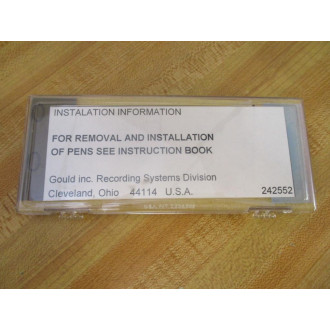 INSTALATION INFORMATION
FOR REMOVAL AND INSTALLATION
OF PENS SEE INSTRUCTION BOOK
Gould inc. Recording Systems Division
Cleveland, Ohio 44114 U.S.A.
242552